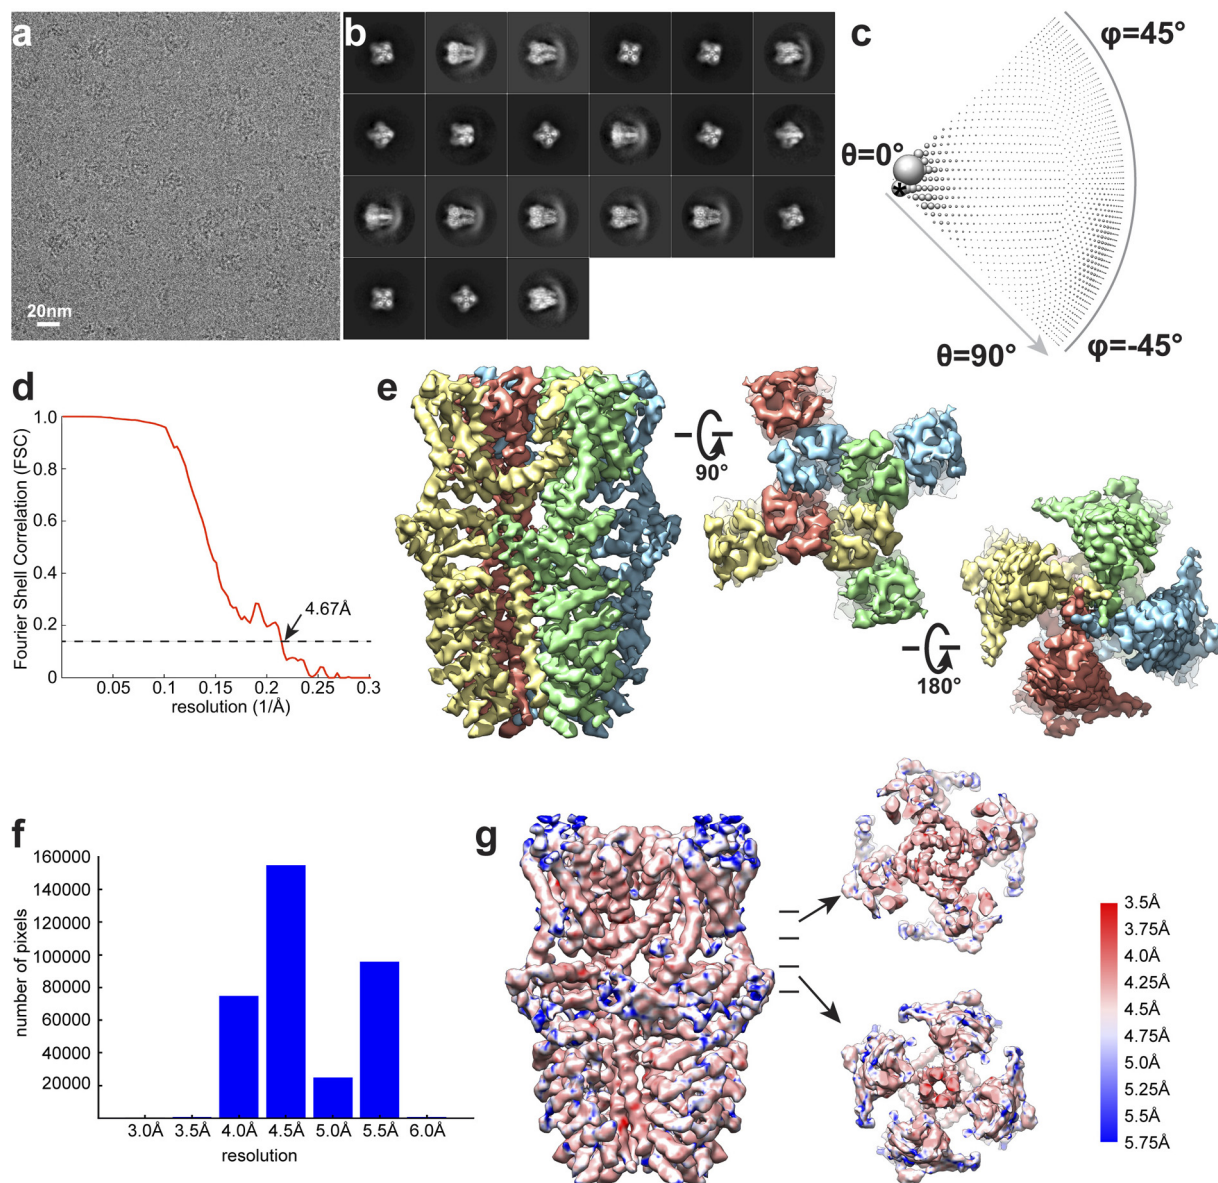 a
20nm
b
c
φ=45°
θ=0°
*
θ=90°
φ=-45°
d
Fourier Shell Correlation (FSC)
1.0
0.8
0.6
0.4
0.2
0
4.67Å
0.05
0.1
0.15
0.2
0.25
0.3
resolution (1/Å)
e
90°
180°
f
number of pixels
160000
140000
120000
100000
80000
60000
40000
20000
3.0Å
3.5Å
4.0Å
4.5Å
5.0Å
5.5Å
6.0Å
resolution
g
3.5Å
3.75Å
4.0Å
4.25Å
4.5Å
4.75Å
5.0Å
5.25Å
5.5Å
5.75Å